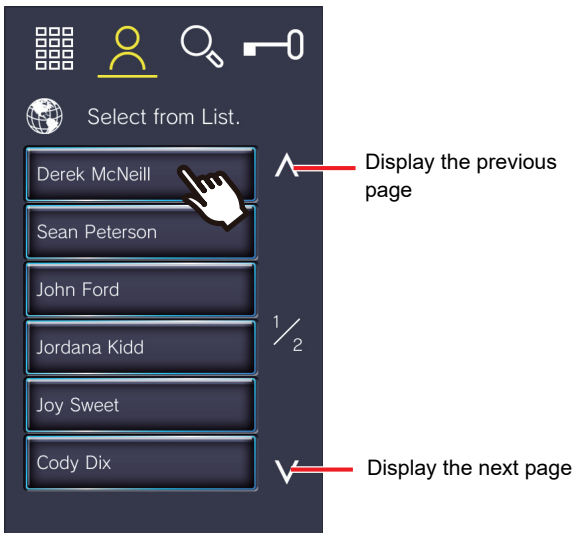 Select from List.
Derek McNeill
Display the previous
page
Sean Peterson
John Ford
1/2
Jordana Kidd
Joy Sweet
Cody Dix
Display the next page